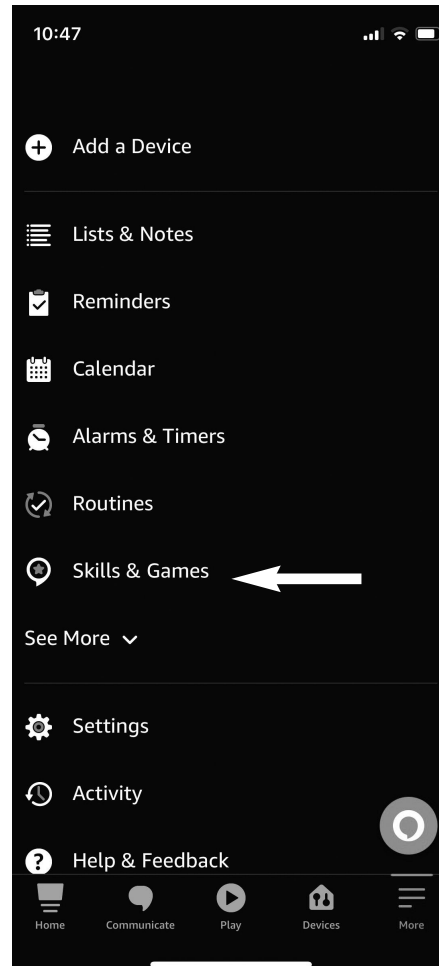 10:47
Add a Device
Lists & Notes
Reminders
Calendar
Alarms & Timers
Routines
Skills & Games
See More
Settings
Activity
Help & Feedback
Home Communicate Play Devices More